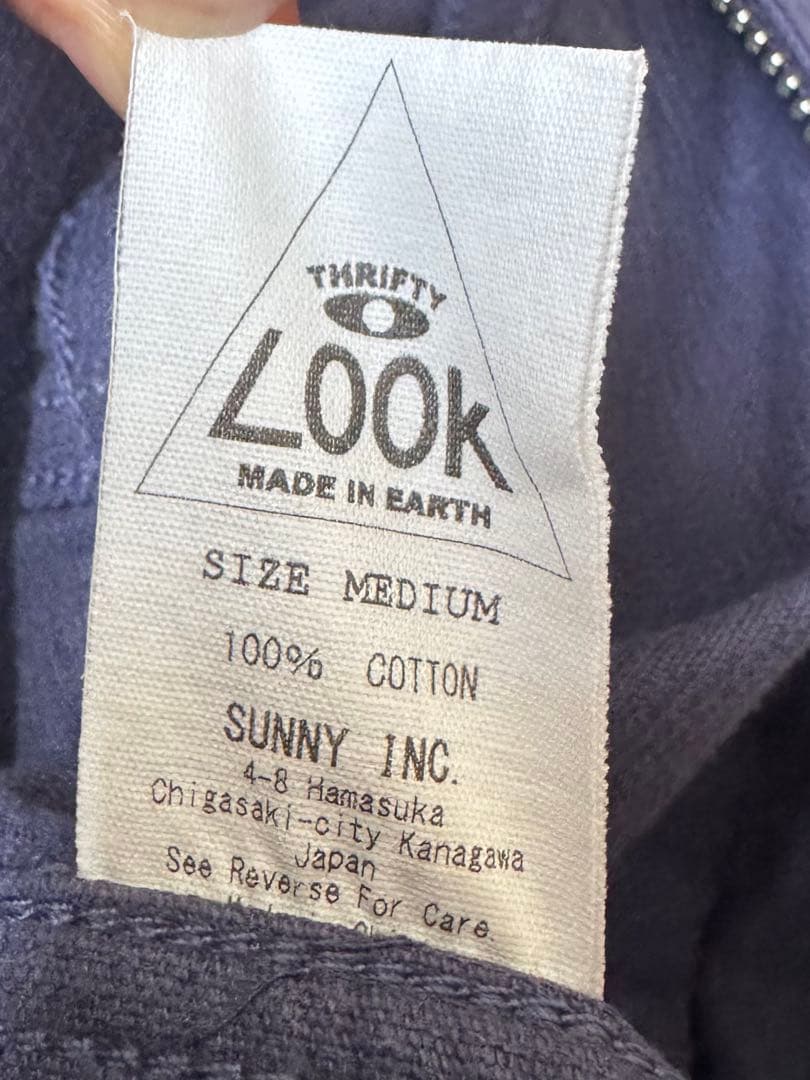 THRIFTY
LOOK
MADE IN EARTH
SIZE MEDIUM
100% COTTON
SUNNY INC.
4-8 Hamasuka
Chigasaki-city Kanagawa
Japan
See Reverse For Care.